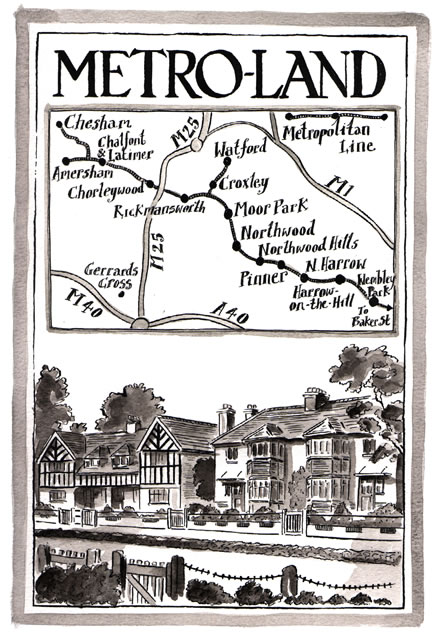 METRO-LAND
Chesham
Chalfont
& Latimer
Amersham
Chorleywood
Rickmansworth
M25
Watford
Croxley
Metropolitan
Line
M1
Moor Park
Northwood
Northwood Hills
Pinner
N. Harrow
Harrow-
on-the-Hill
Wembley
Park
To
Baker St
M25
Gerrards
Cross
M40
A40